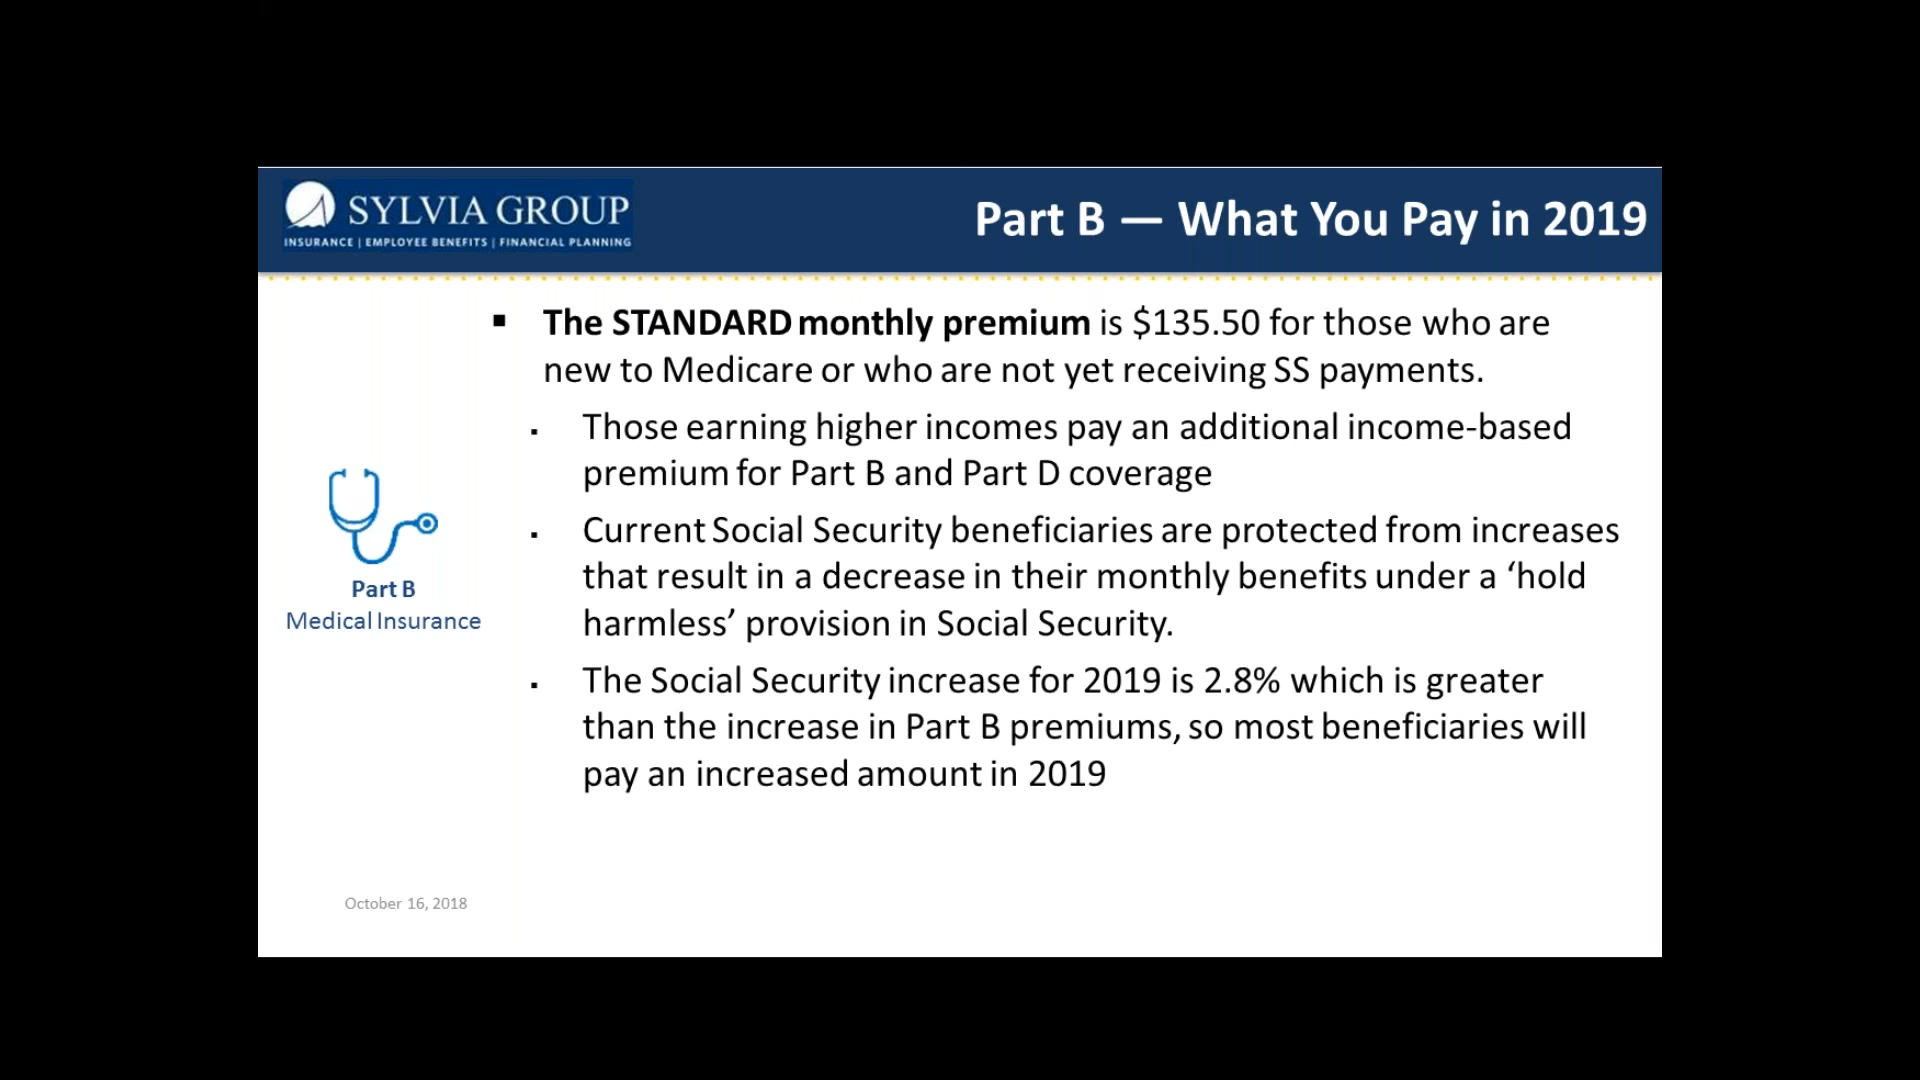 SYLVIA GROUP
INSURANCE | EMPLOYEE BENEFITS | FINANCIAL PLANNING
Part B — What You Pay in 2019
▪ The STANDARD monthly premium is $135.50 for those who are
new to Medicare or who are not yet receiving SS payments.
▪ Those earning higher incomes pay an additional income-based
premium for Part B and Part D coverage
▪ Current Social Security beneficiaries are protected from increases
that result in a decrease in their monthly benefits under a ‘hold
harmless’ provision in Social Security.
▪ The Social Security increase for 2019 is 2.8% which is greater
than the increase in Part B premiums, so most beneficiaries will
pay an increased amount in 2019
Part B
Medical Insurance
October 16, 2018